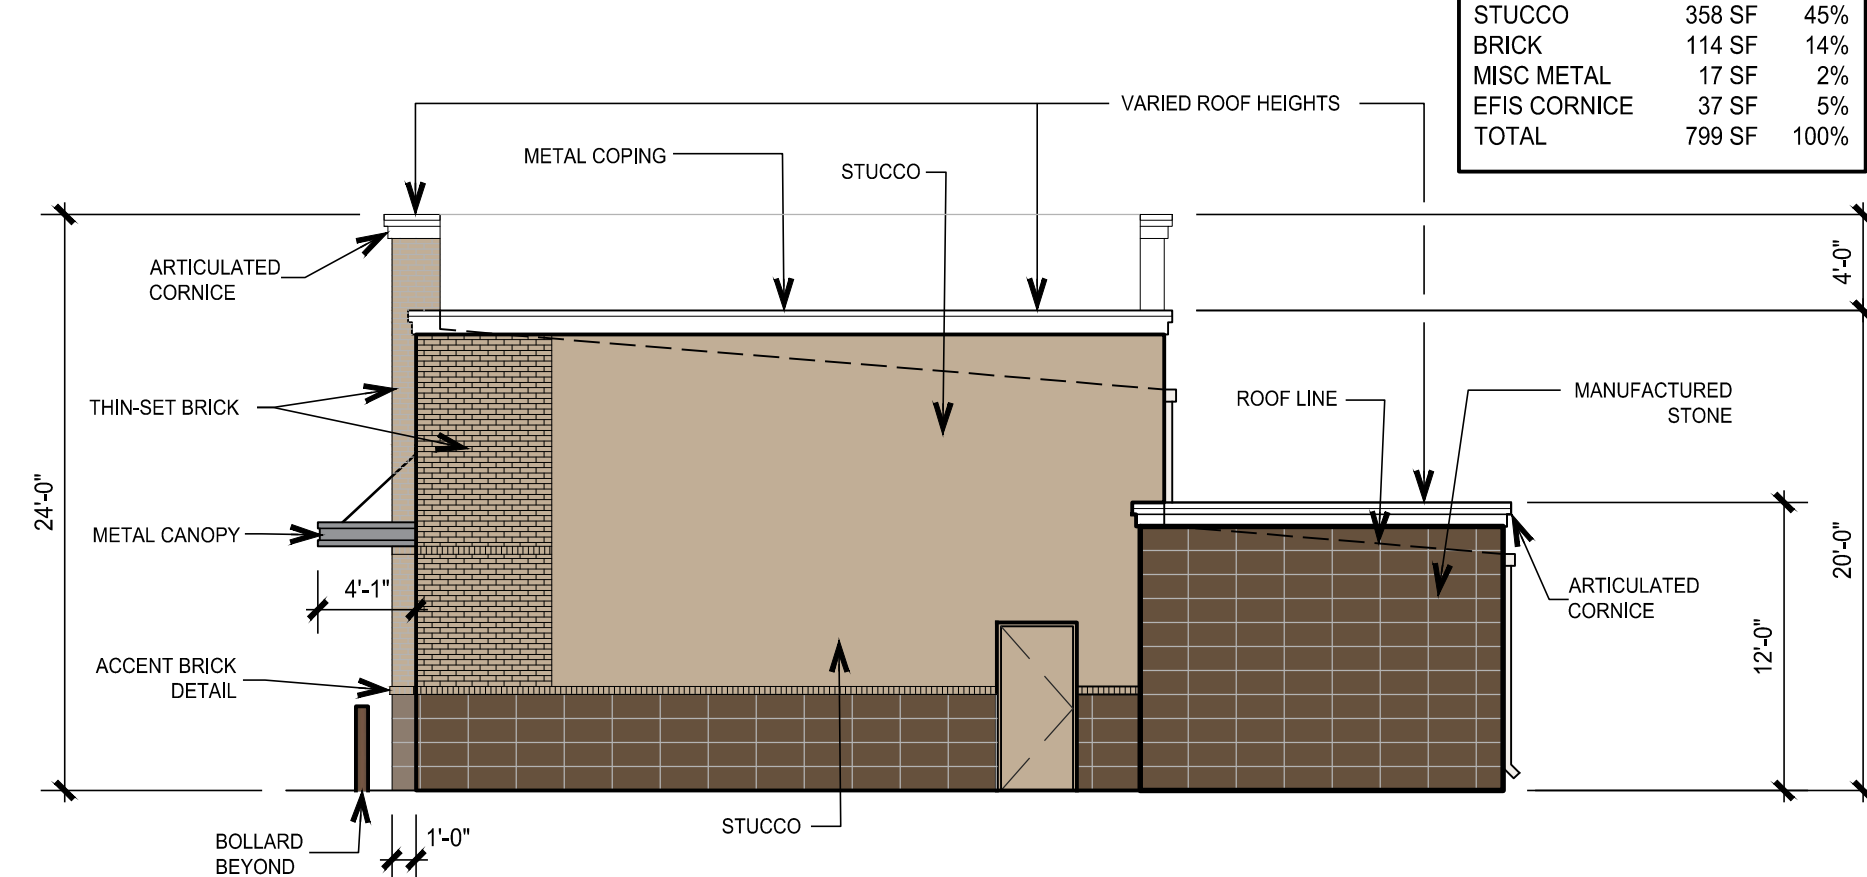 STUCCO 358 SF 45%
BRICK 114 SF 14%
MISC METAL 17 SF 2%
EFIS CORNICE 37 SF 5%
TOTAL 799 SF 100%
VARIED ROOF HEIGHTS
METAL COPING
STUCCO
ARTICULATED
CORNICE
4'-0"
THIN-SET BRICK
ROOF LINE
MANUFACTURED
STONE
24'-0"
METAL CANOPY
4'-1"
20'-0"
ARTICULATED
CORNICE
12'-0"
ACCENT BRICK
DETAIL
STUCCO
BOLLARD
BEYOND
1'-0"